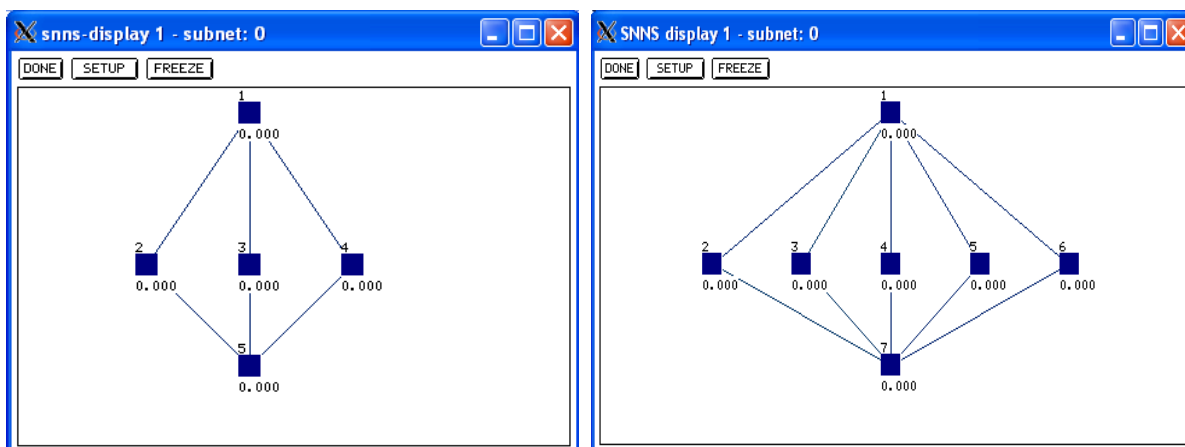 snns-display 1 - subnet: 0
DONE SETUP FREEZE
1
0.000
2 3 4
0.000 0.000 0.000
5
0.000
SNNS display 1 - subnet: 0
DONE SETUP FREEZE
1
0.000
2 3 4 5 6
0.000 0.000 0.000 0.000 0.000
7
0.000